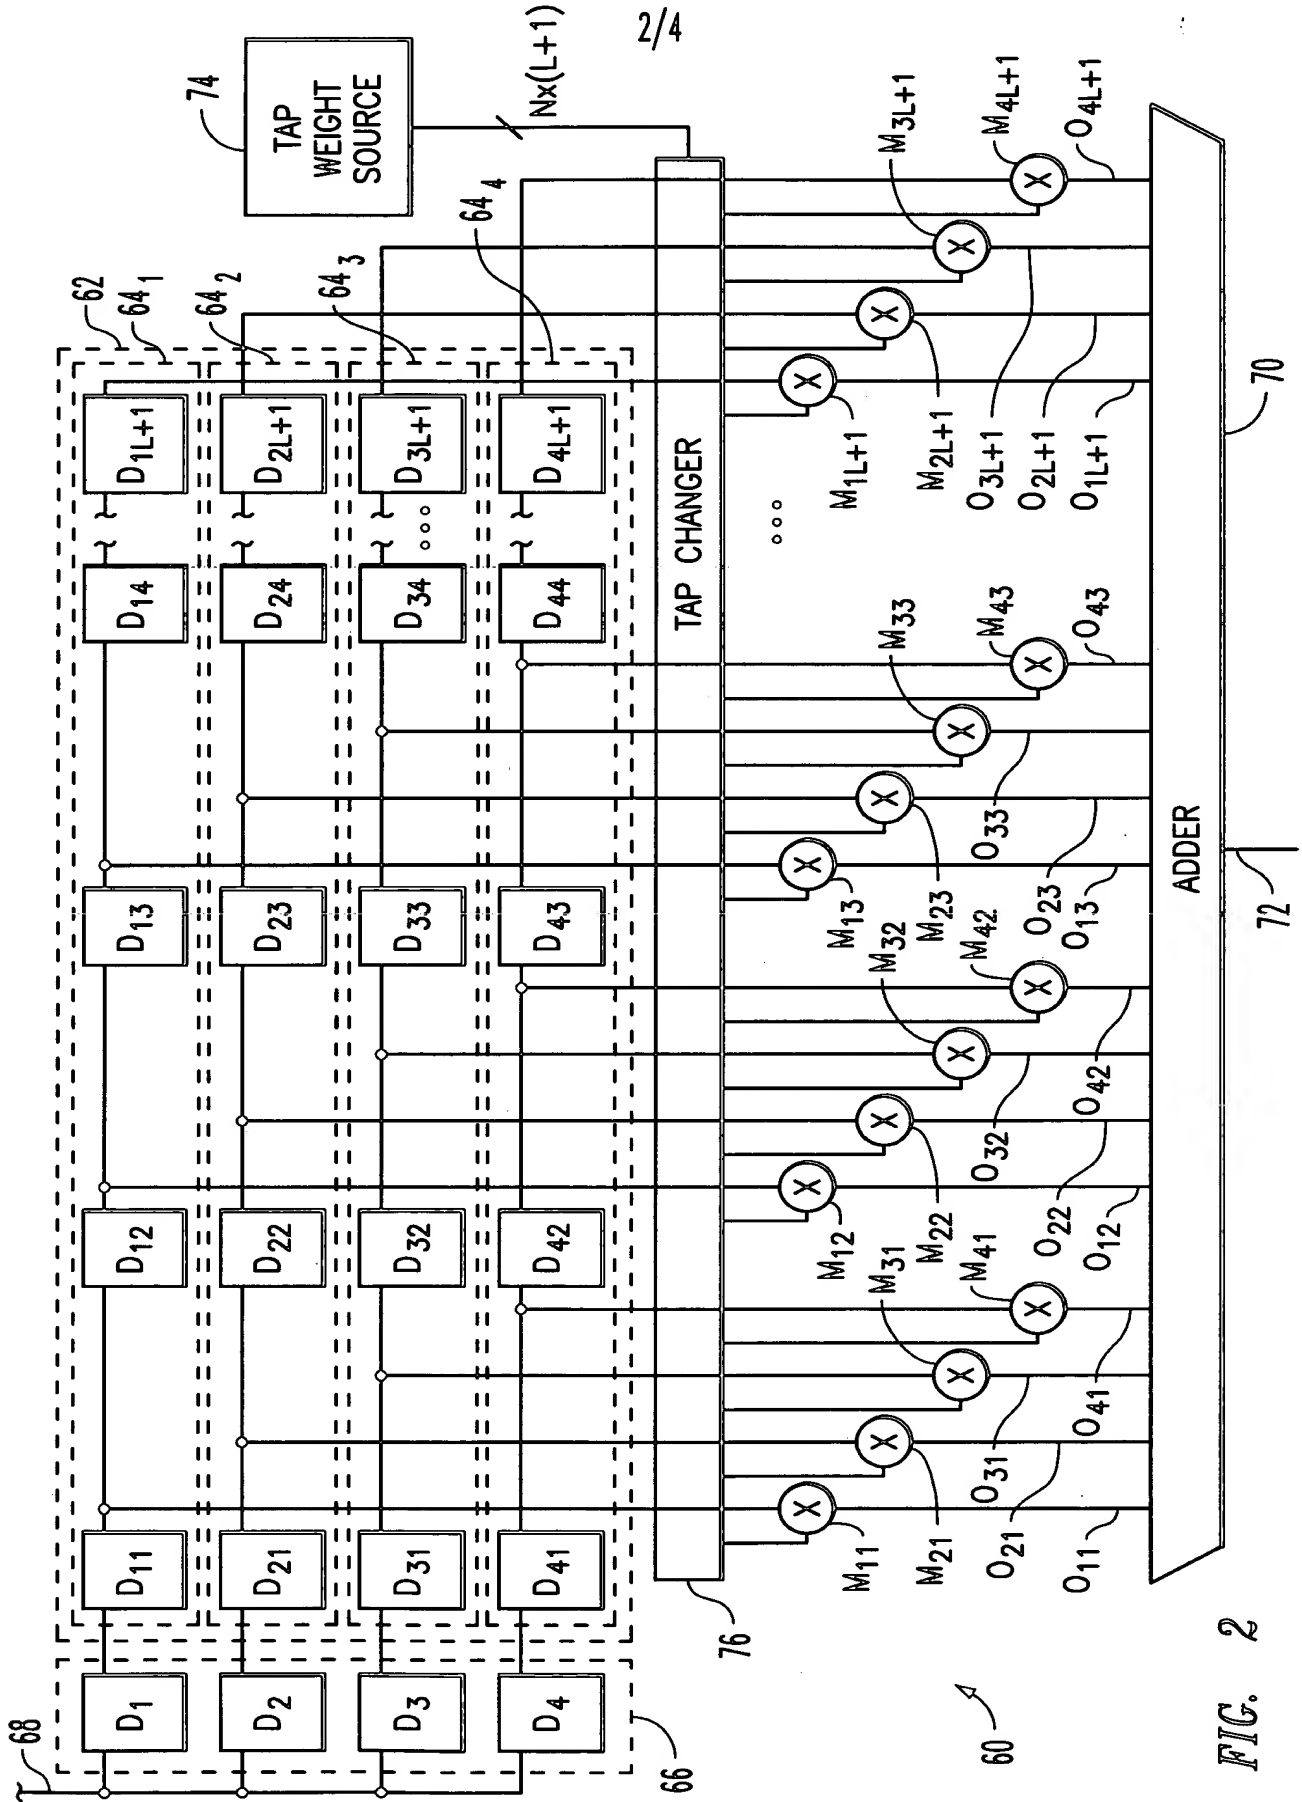 2/4
68
D1
D2
D3
D4
66
62
64 1
64 2
64 3
64 4
D11
D12
D13
D14
D1L+1
D21
D22
D23
D24
D2L+1
D31
D32
D33
D34
D3L+1
D41
D42
D43
D44
D4L+1
74
TAP
WEIGHT
SOURCE
Nx(L+1)
TAP CHANGER
76
M11
M21
M31
M41
M12
M22
M32
M42
M13
M23
M33
M43
M1L+1
M2L+1
M3L+1
M4L+1
O11
O21
O31
O41
O12
O22
O32
O42
O13
O23
O33
O43
O1L+1
O2L+1
O3L+1
O4L+1
ADDER
70
72
60
FIG. 2